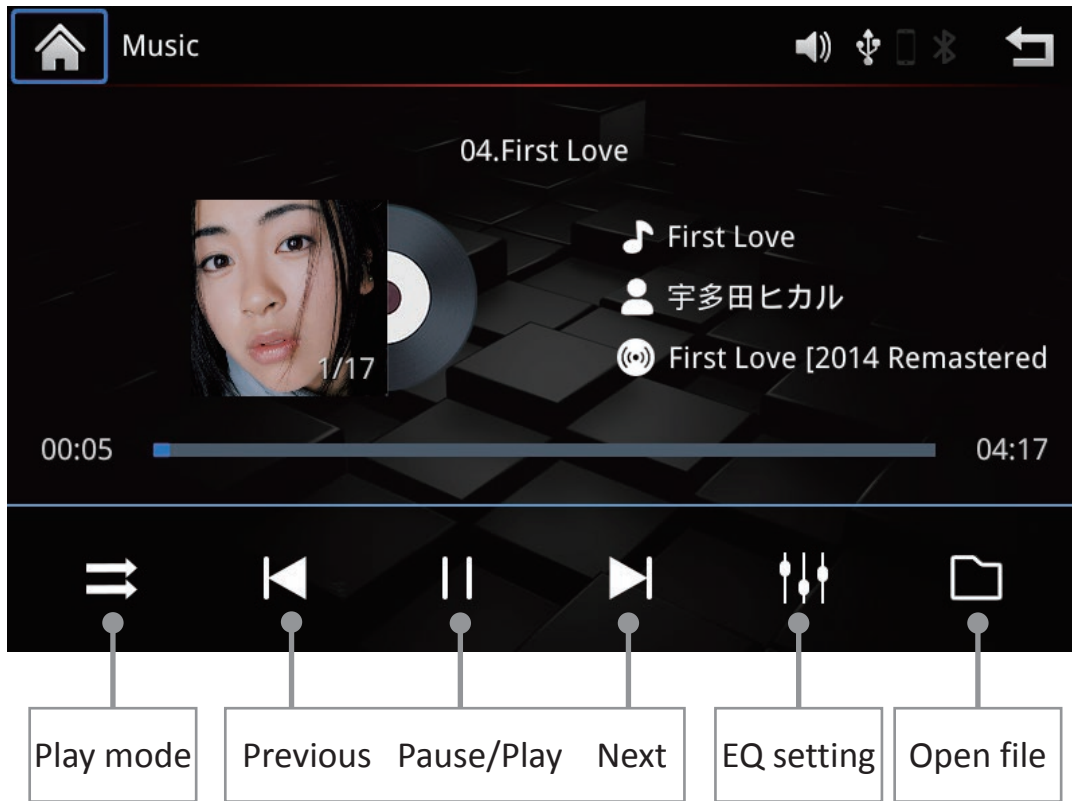 Music
04.First Love
First Love
宇多田ヒカル
First Love [2014 Remastered
1/17
00:05 04:17
Play mode Previous Pause/Play Next EQ setting Open file